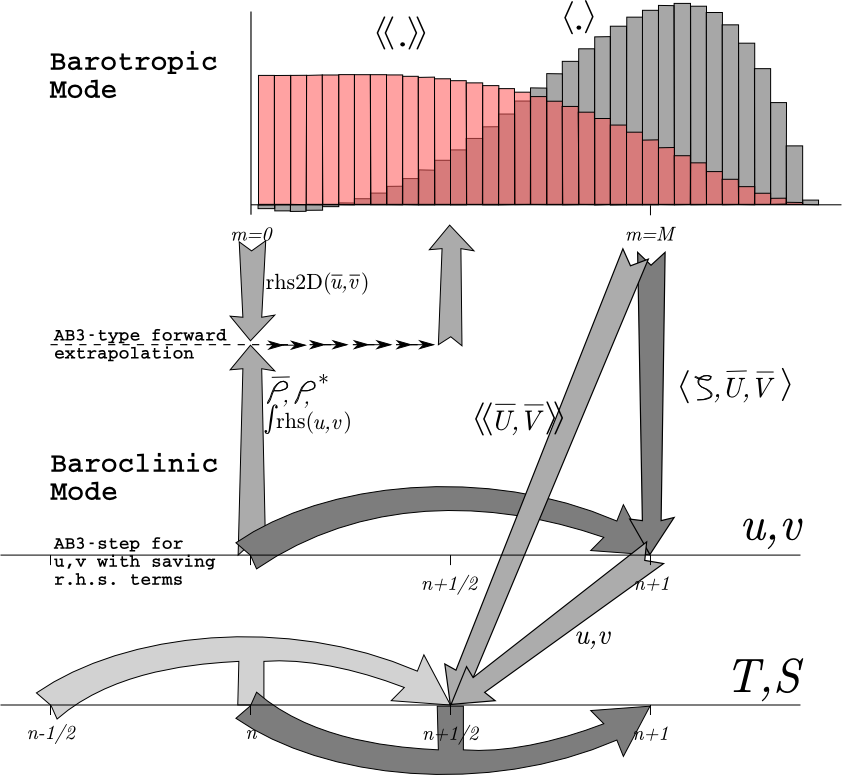 ⟨⟨.⟩⟩
⟨.⟩
Barotropic
Mode
m=0
m=M
rhs2D(u̅,v̅)
AB3-type forward
extrapolation
ρ̅, ρ*
∫rhs(u,v)
⟨⟨U̅,V̅⟩⟩
⟨ζ,U̅,V̅⟩
Baroclinic
Mode
u,v
AB3-step for
u,v with saving
r.h.s. terms
n+1/2
n+1
u,v
T,S
n-1/2
n
n+1/2
n+1